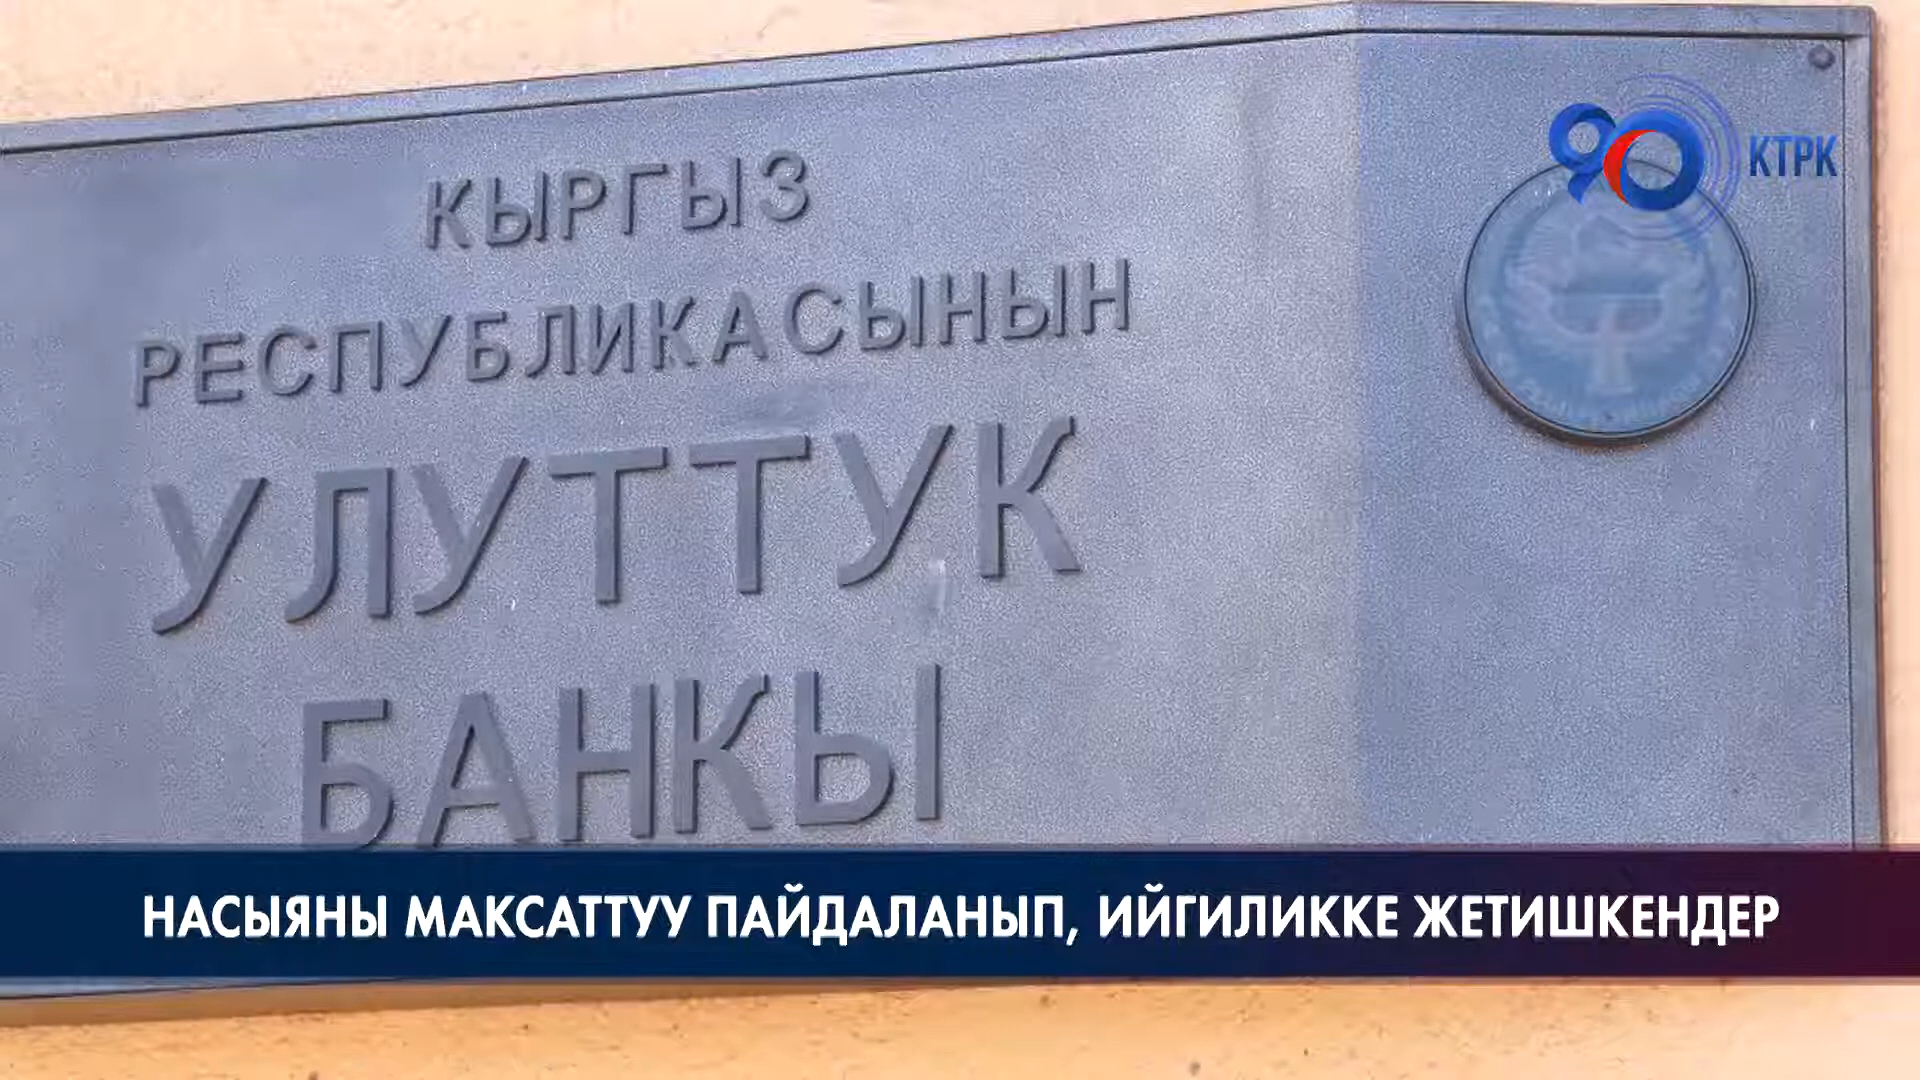 90 КТРК
КЫРГЫЗ
РЕСПУБЛИКАСЫНЫН
УЛУТТУК
БАНКЫ
НАСЫЯНЫ МАКСАТТУУ ПАЙДАЛАНЫП, ИЙГИЛИККЕ ЖЕТИШКЕНДЕР